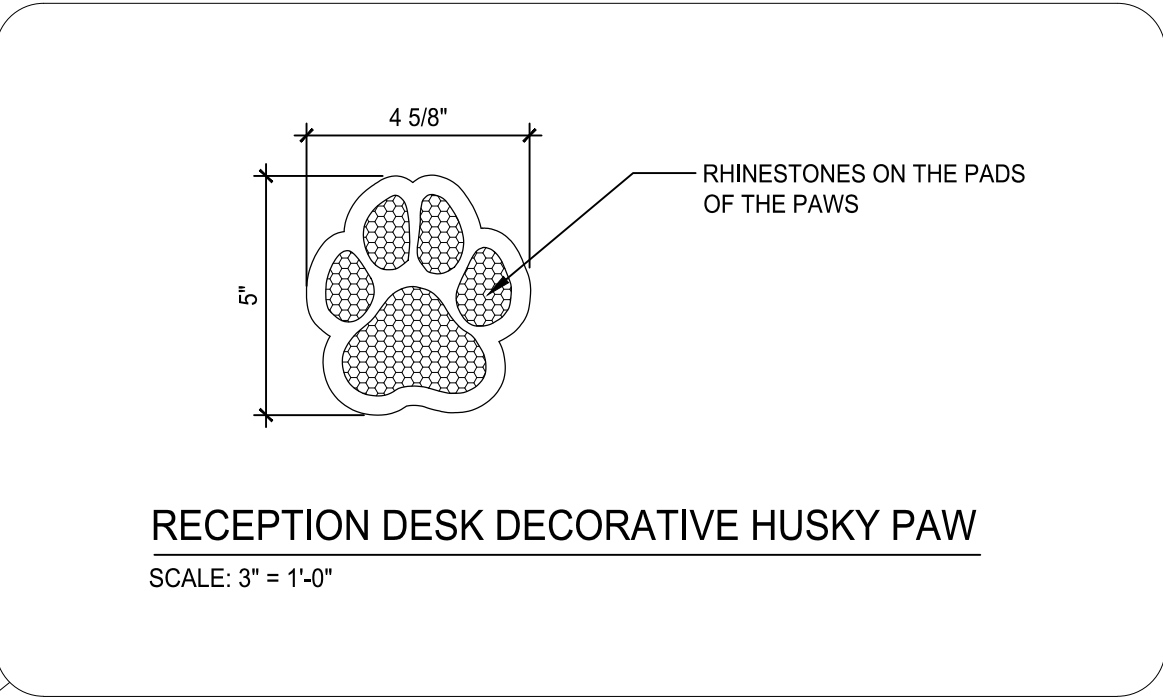 4 5/8"
RHINESTONES ON THE PADS
OF THE PAWS
5"
RECEPTION DESK DECORATIVE HUSKY PAW
SCALE: 3" = 1'-0"